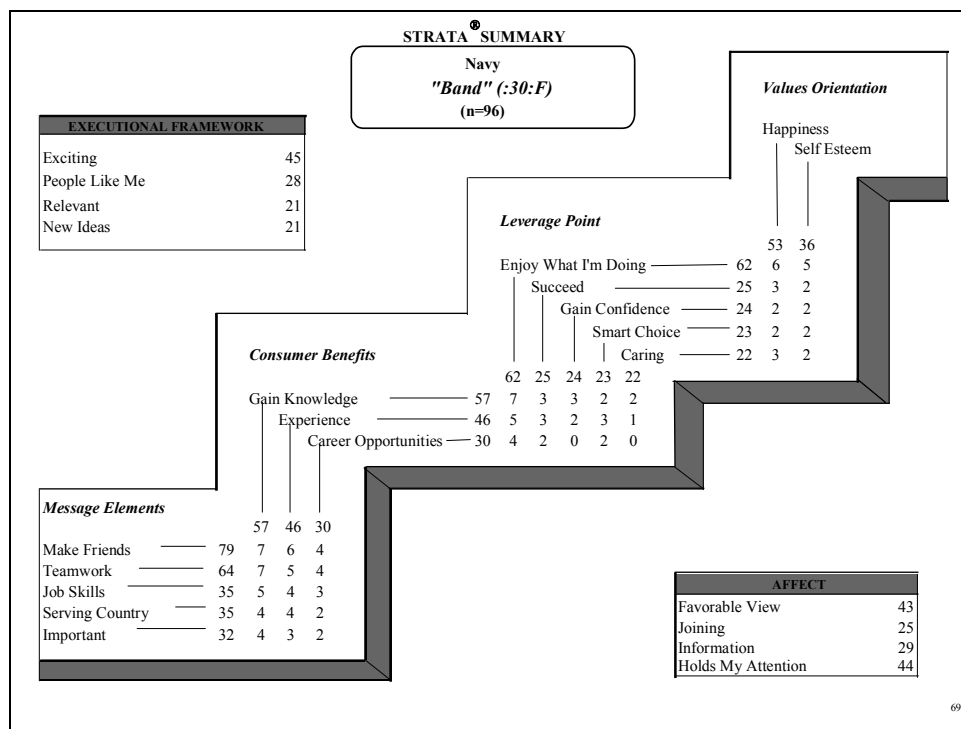 STRATA® SUMMARY
Navy
"Band" (:30:F)
(n=96)
EXECUTIONAL FRAMEWORK
Exciting 45
People Like Me 28
Relevant 21
New Ideas 21
Values Orientation
Happiness
Self Esteem
53 36
Leverage Point
Enjoy What I'm Doing 62 6 5
Succeed 25 3 2
Gain Confidence 24 2 2
Smart Choice 23 2 2
Caring 22 3 2
Consumer Benefits
62 25 24 23 22
Gain Knowledge 57 7 3 3 2 2
Experience 46 5 3 2 3 1
Career Opportunities 30 4 2 0 2 0
Message Elements
57 46 30
Make Friends 79 7 6 4
Teamwork 64 7 5 4
Job Skills 35 5 4 3
Serving Country 35 4 4 2
Important 32 4 3 2
AFFECT
Favorable View 43
Joining 25
Information 29
Holds My Attention 44
69